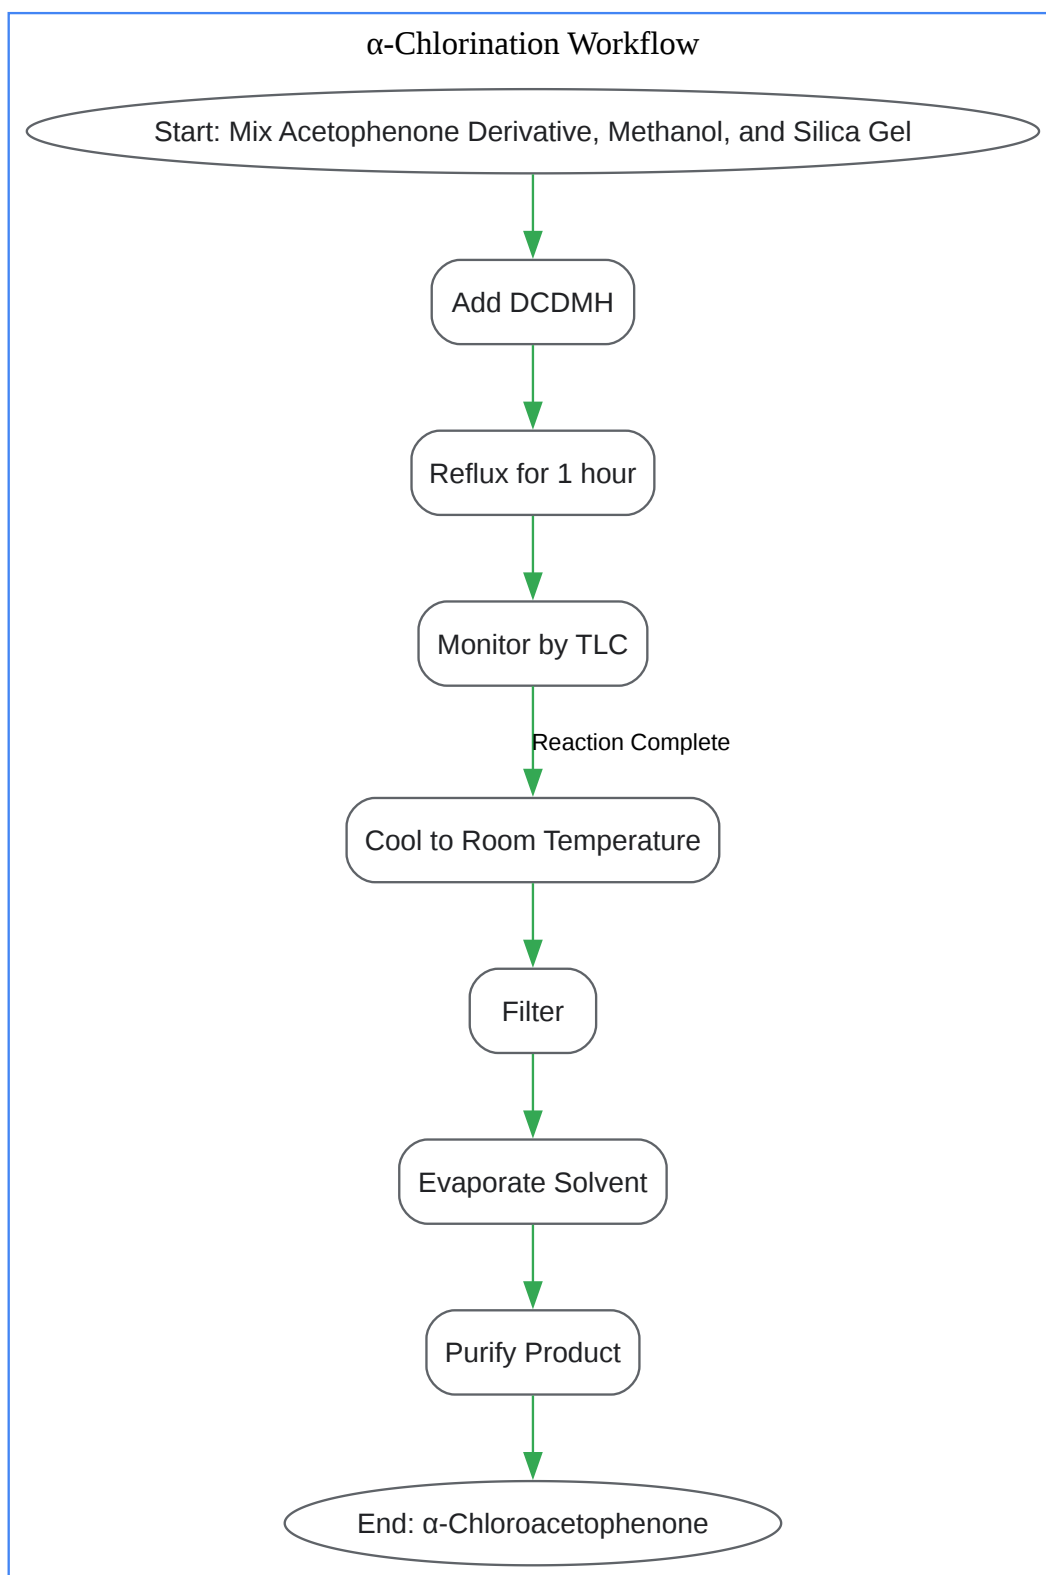 α-Chlorination Workflow
Start: Mix Acetophenone Derivative, Methanol, and Silica Gel
Add DCDMH
Reflux for 1 hour
Monitor by TLC
Reaction Complete
Cool to Room Temperature
Filter
Evaporate Solvent
Purify Product
End: α-Chloroacetophenone